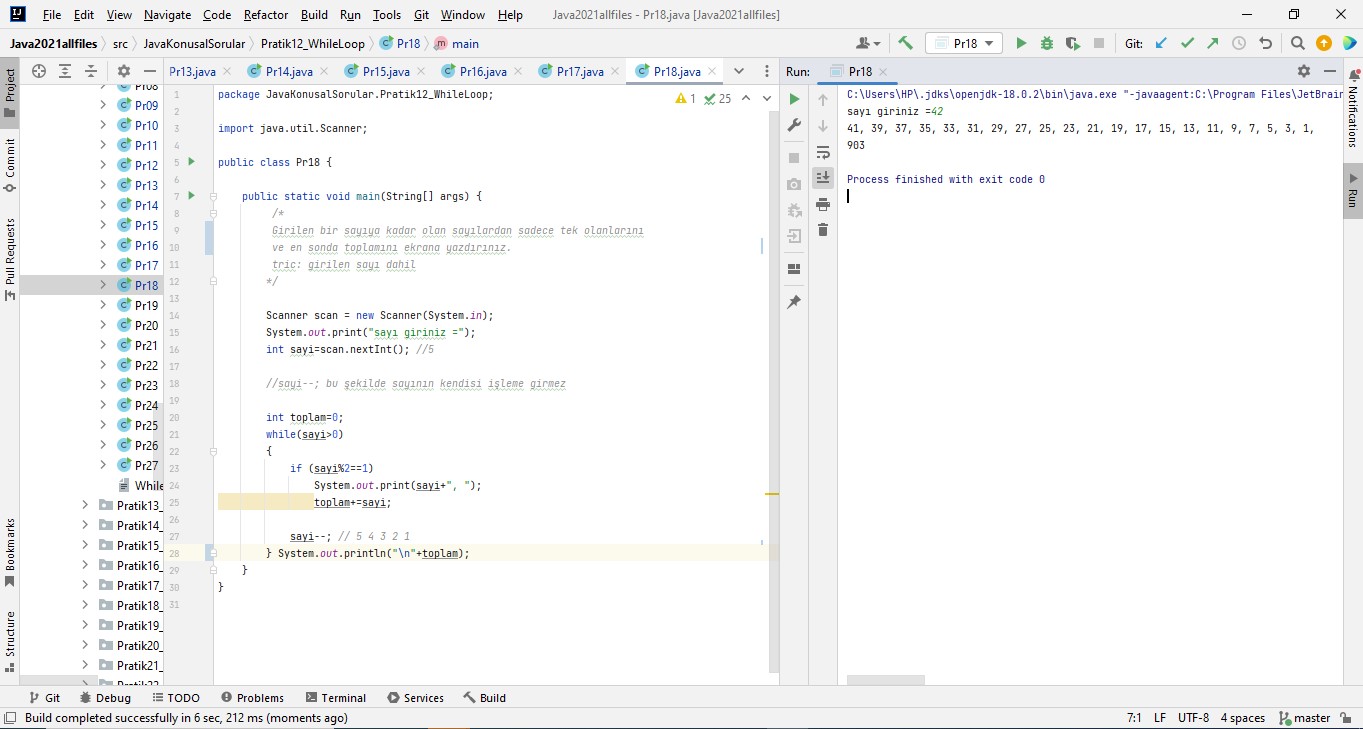 File Edit View Navigate Code Refactor Build Run Tools Git Window Help Java2021allfiles - Pr18.java [Java2021allfiles]
Java2021allfiles src JavaKonusalSorular Pratik12_WhileLoop Pr18 main Pr18 Git:
Project
Commit
Pull Requests
Bookmarks
Structure
Pr08
Pr09
Pr10
Pr11
Pr12
Pr13
Pr14
Pr15
Pr16
Pr17
Pr18
Pr19
Pr20
Pr21
Pr22
Pr23
Pr24
Pr25
Pr26
Pr27
While
Pratik13_
Pratik14_
Pratik15_
Pratik16_
Pratik17_
Pratik18_
Pratik19_
Pratik20_
Pratik21_
Pr13.java Pr14.java Pr15.java Pr16.java Pr17.java Pr18.java
1 25
1 package JavaKonusalSorular.Pratik12_WhileLoop;
2
3 import java.util.Scanner;
4
5 public class Pr18 {
6
7 public static void main(String[] args) {
8 /*
9 Girilen bir sayıya kadar olan sayılardan sadece tek olanlarını
10 ve en sonda toplamını ekrana yazdırınız.
11 tric: girilen sayı dahil
12 */
13
14 Scanner scan = new Scanner(System.in);
15 System.out.print("sayı giriniz =");
16 int sayi=scan.nextInt(); //5
17
18 //sayi--; bu şekilde sayının kendisi işleme girmez
19
20 int toplam=0;
21 while(sayi>0)
22 {
23 if (sayi%2==1)
24 System.out.print(sayi+", ");
25 toplam+=sayi;
26
27 sayi--; // 5 4 3 2 1
28 } System.out.println("\n"+toplam);
29 }
30 }
31
Run: Pr18
C:\Users\HP\.jdks\openjdk-18.0.2\bin\java.exe "-javaagent:C:\Program Files\JetBrain
sayı giriniz =42
41, 39, 37, 35, 33, 31, 29, 27, 25, 23, 21, 19, 17, 15, 13, 11, 9, 7, 5, 3, 1,
903
Process finished with exit code 0
Notifications
Run
Git Debug TODO Problems Terminal Services Build
Build completed successfully in 6 sec, 212 ms (moments ago) 7:1 LF UTF-8 4 spaces master